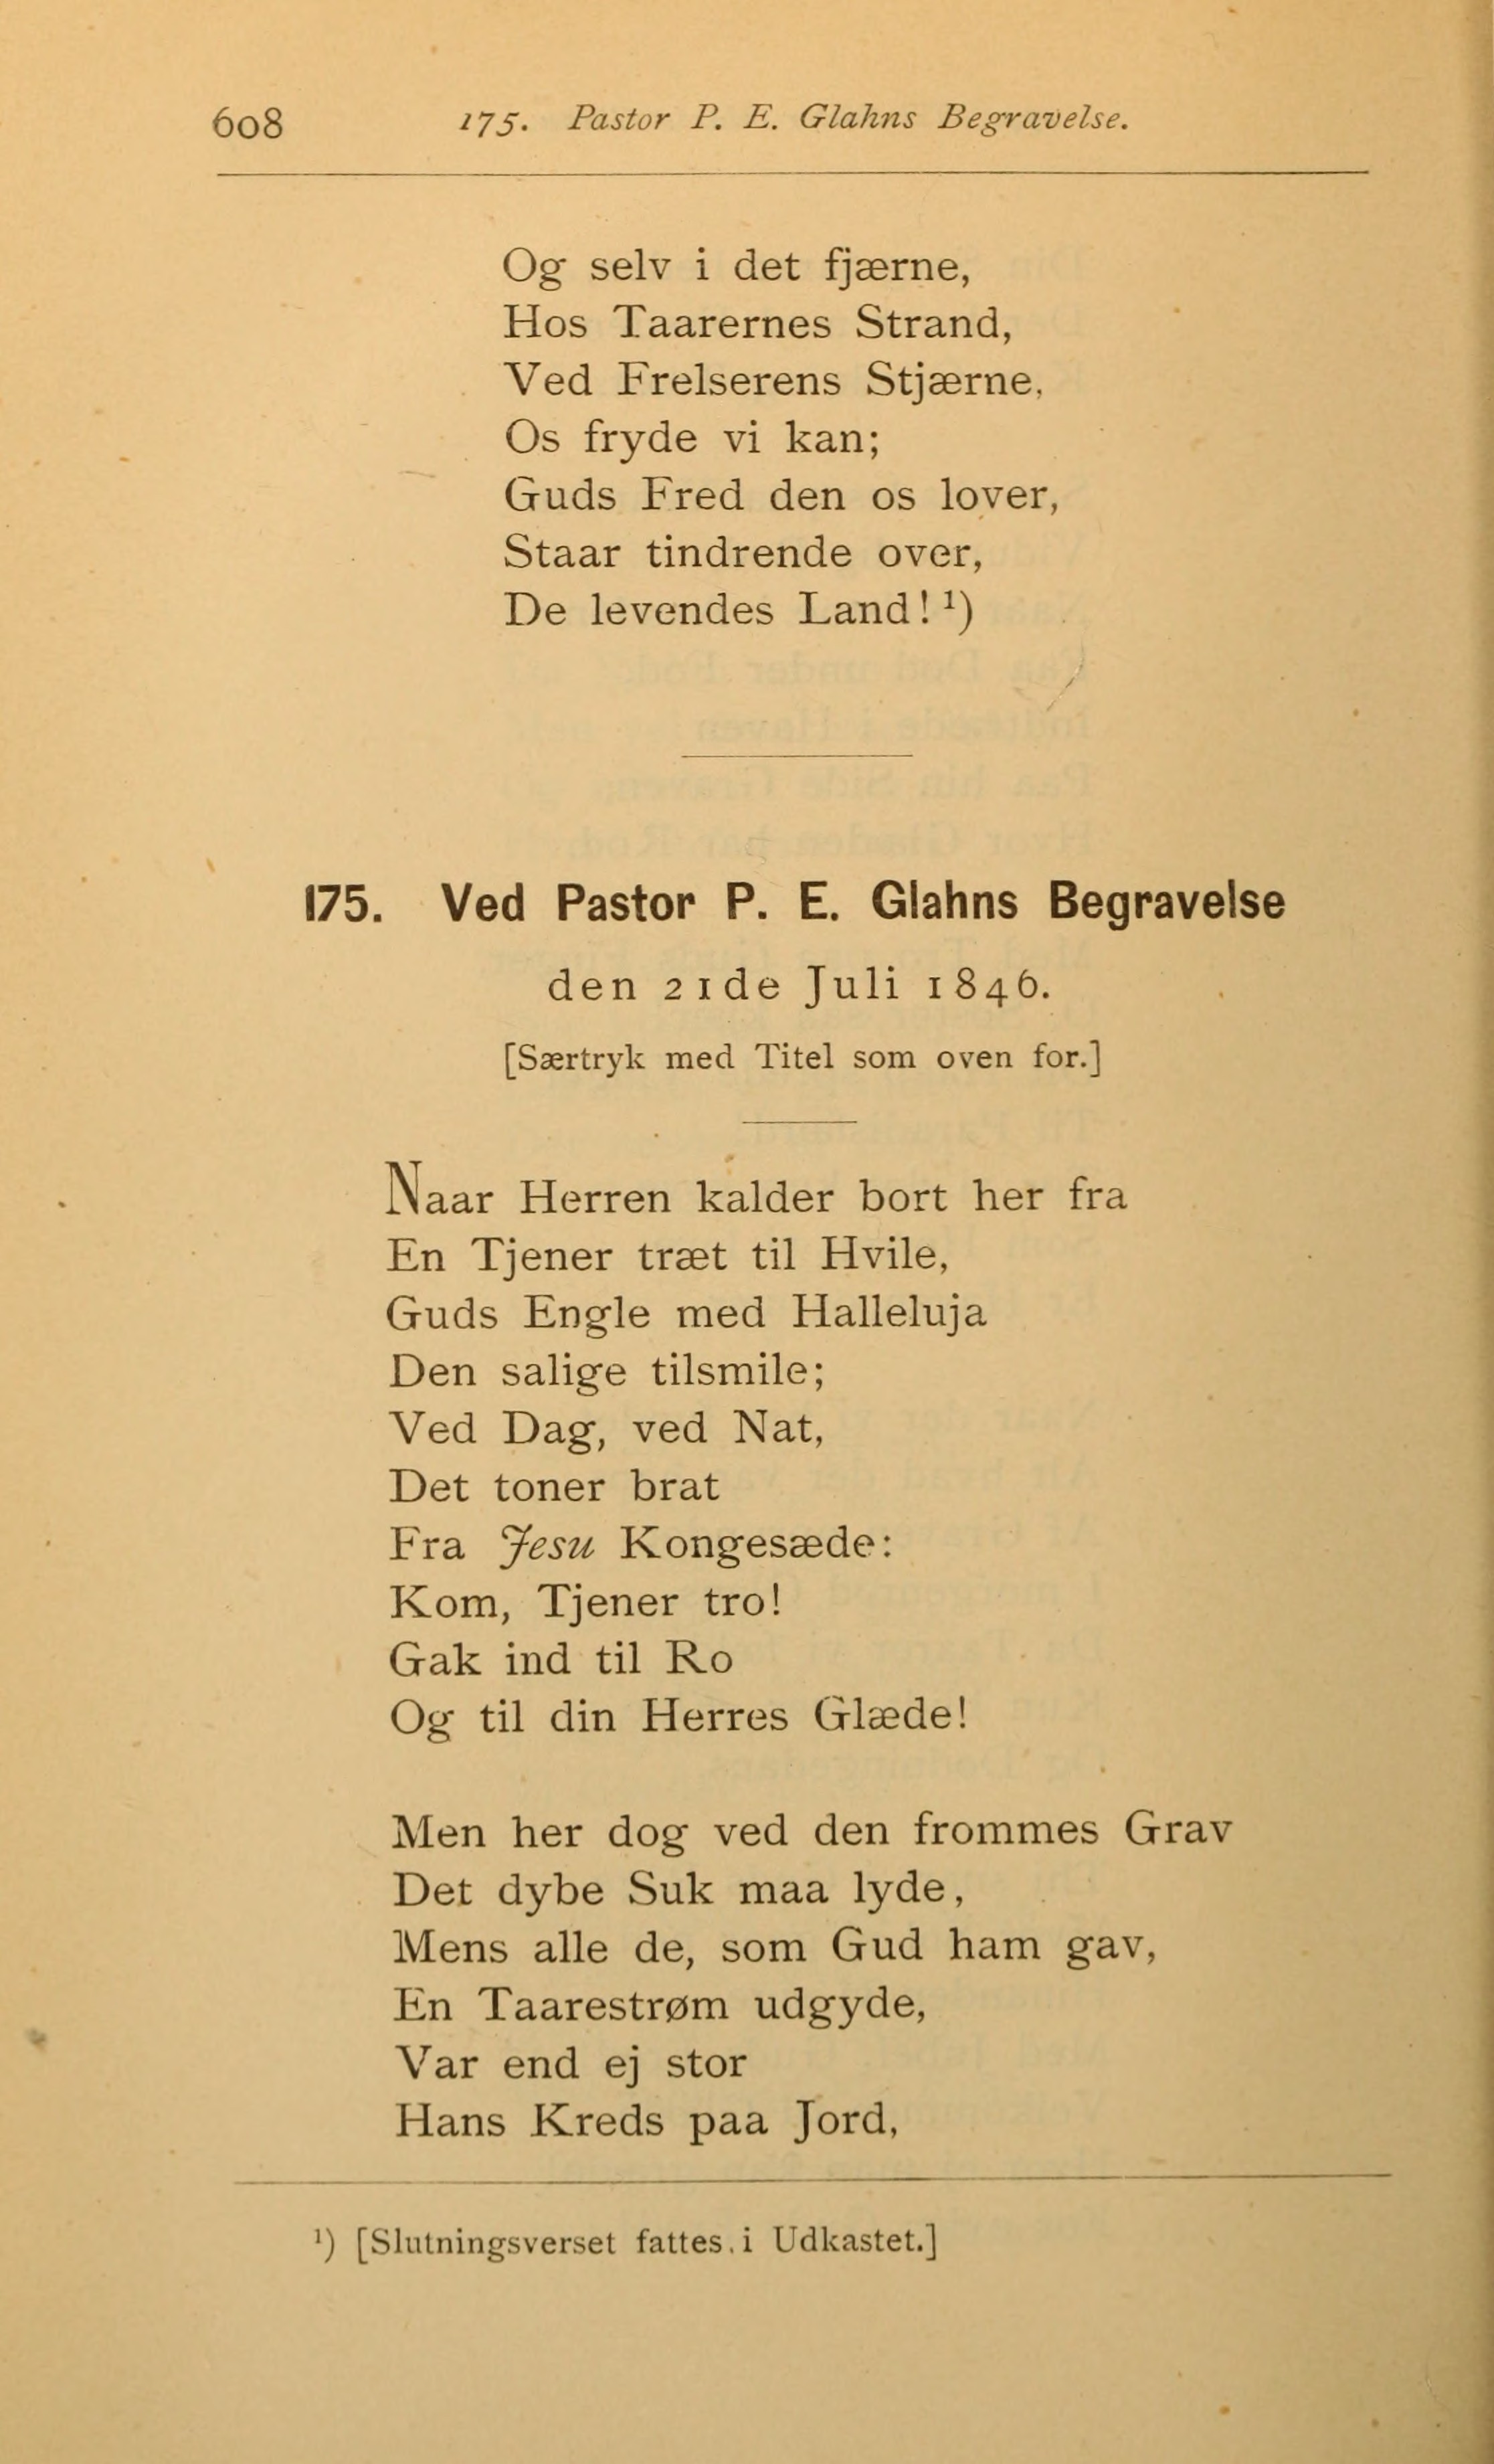 608
175. Pastor P. E. Glahns Begravelse.
Og selv i det fjærne,
Hos Taarernes Strand,
Ved Frelserens Stjærne,
Os fryde vi kan;
Guds Fred den os lover,
Staar tindrende over,
De levendes Land! ¹)
175. Ved Pastor P. E. Glahns Begravelse
den 21de Juli 1846.
[Særtryk med Titel som oven for.]
Naar Herren kalder bort her fra
En Tjener træt til Hvile,
Guds Engle med Halleluja
Den salige tilsmile;
Ved Dag, ved Nat,
Det toner brat
Fra Jesu Kongesæde:
Kom, Tjener tro!
Gak ind til Ro
Og til din Herres Glæde!
Men her dog ved den frommes Grav
Det dybe Suk maa lyde,
Mens alle de, som Gud ham gav,
En Taarestrøm udgyde,
Var end ej stor
Hans Kreds paa Jord,
¹) [Slutningsverset fattes i Udkastet.]